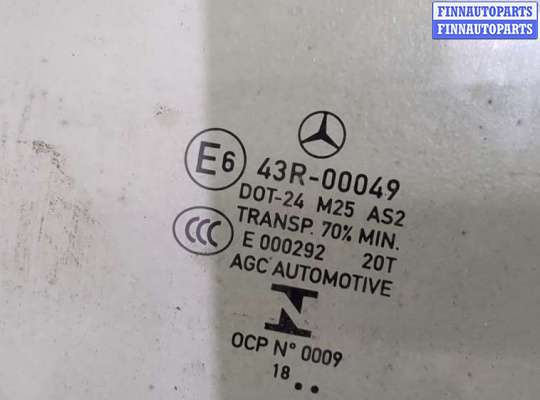 FINNAUTOPARTS
FINNAUTOPARTS
E6 43R-00049
DOT-24 M25 AS2
CCC TRANSP. 70% MIN.
E 000292 20T
AGC AUTOMOTIVE
N
OCP N° 0009
18 ..